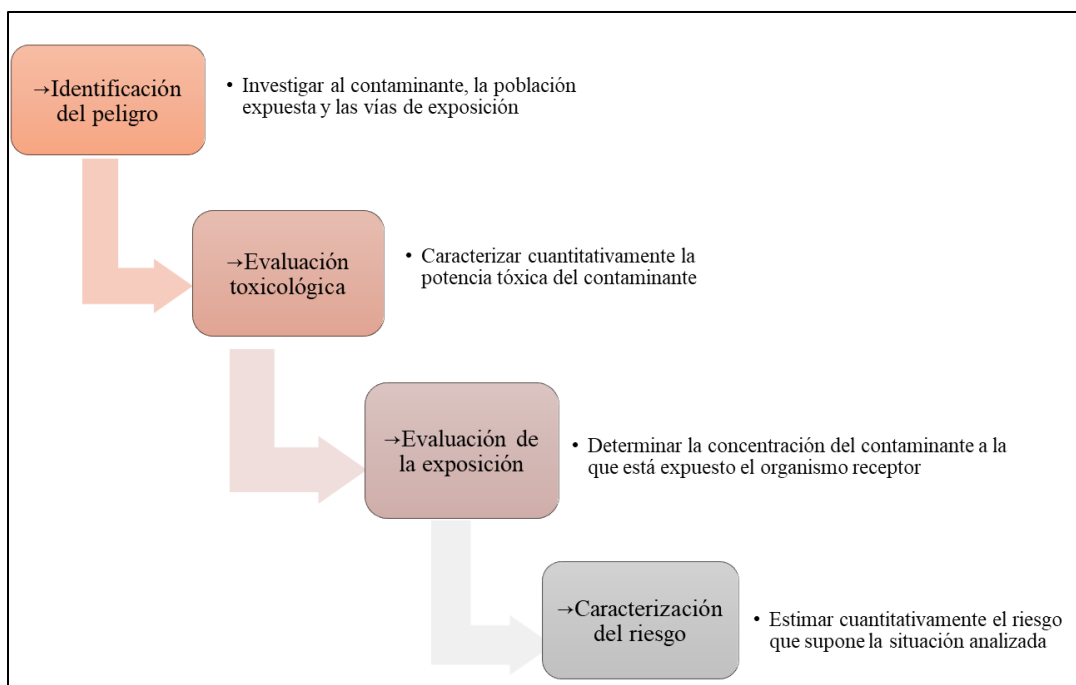 →Identificación
del peligro
• Investigar al contaminante, la población
expuesta y las vías de exposición
→Evaluación
toxicológica
• Caracterizar cuantitativamente la
potencia tóxica del contaminante
→Evaluación de
la exposición
• Determinar la concentración del contaminante a la
que está expuesto el organismo receptor
→Caracterización
del riesgo
• Estimar cuantitativamente el riesgo
que supone la situación analizada